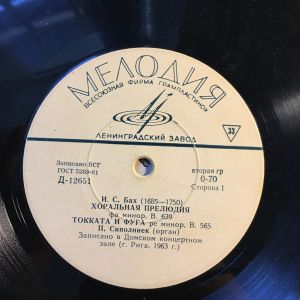 МЕЛОДИЯ
ВСЕСОЮЗНАЯ ФИРМА ГРАМПЛАСТИНОК
ЛЕНИНГРАДСКИЙ ЗАВОД
33
Записано ВСГ
ГОСТ 5289-61
Д-12651
вторая гр
0-70
Сторона 1
И. С. Бах (1685—1750)
ХОРАЛЬНАЯ ПРЕЛЮДИЯ
фа минор, В. 639
ТОККАТА И ФУГА ре минор, В. 565
П. Сиполниек (орган)
Записано в Домском концертном
зале (г. Рига, 1963 г.)